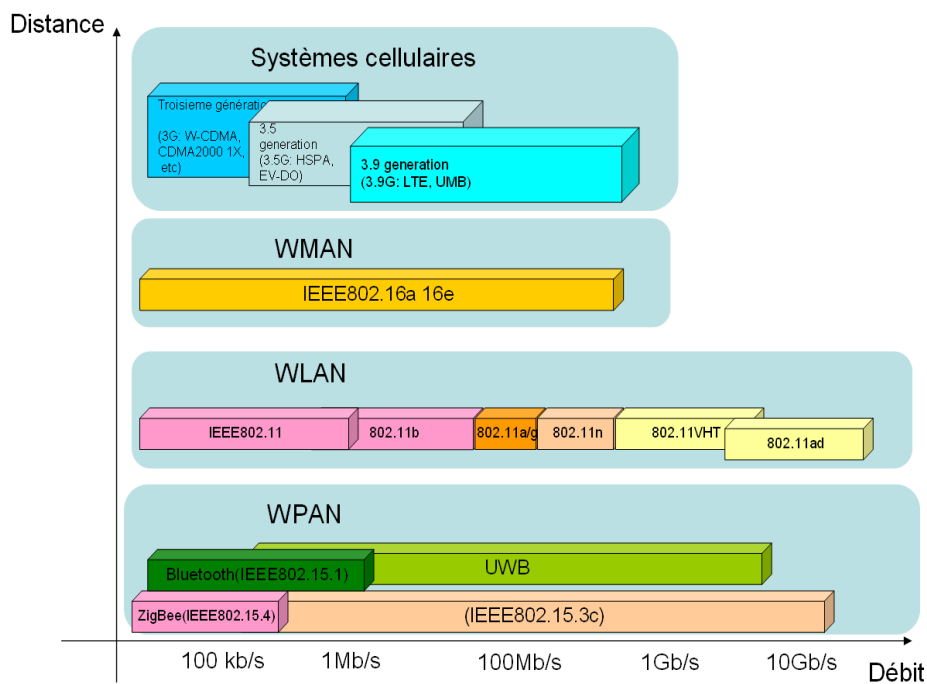 Distance
Systèmes cellulaires
Troisieme génératio
(3G: W-CDMA,
CDMA2000 1X,
etc)
3.5
generation
(3.5G: HSPA,
EV-DO)
3.9 generation
(3.9G: LTE, UMB)
WMAN
IEEE802.16a 16e
WLAN
IEEE802.11
802.11b
802.11a/g
802.11n
802.11VHT
802.11ad
WPAN
Bluetooth(IEEE802.15.1)
UWB
ZigBee(IEEE802.15.4)
(IEEE802.15.3c)
100 kb/s
1Mb/s
100Mb/s
1Gb/s
10Gb/s
Débit